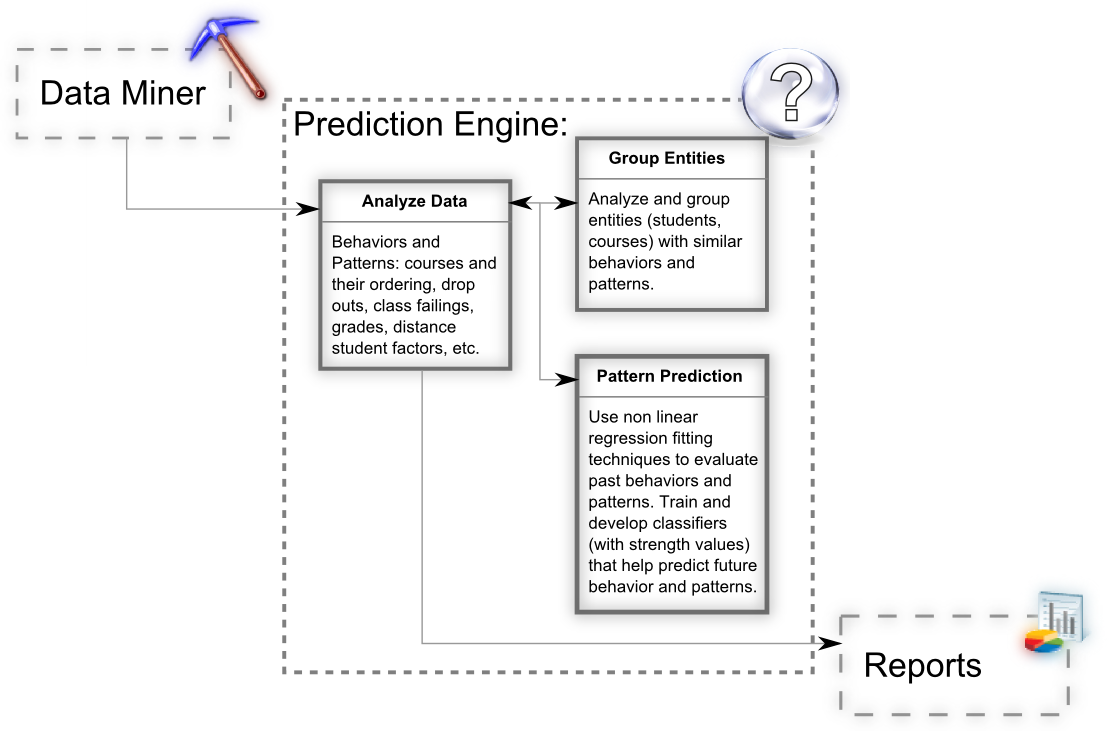 Data Miner
Prediction Engine:
?
Analyze Data
Behaviors and
Patterns: courses and
their ordering, drop
outs, class failings,
grades, distance
student factors, etc.
Group Entities
Analyze and group
entities (students,
courses) with similar
behaviors and
patterns.
Pattern Prediction
Use non linear
regression fitting
techniques to evaluate
past behaviors and
patterns. Train and
develop classifiers
(with strength values)
that help predict future
behavior and patterns.
Reports